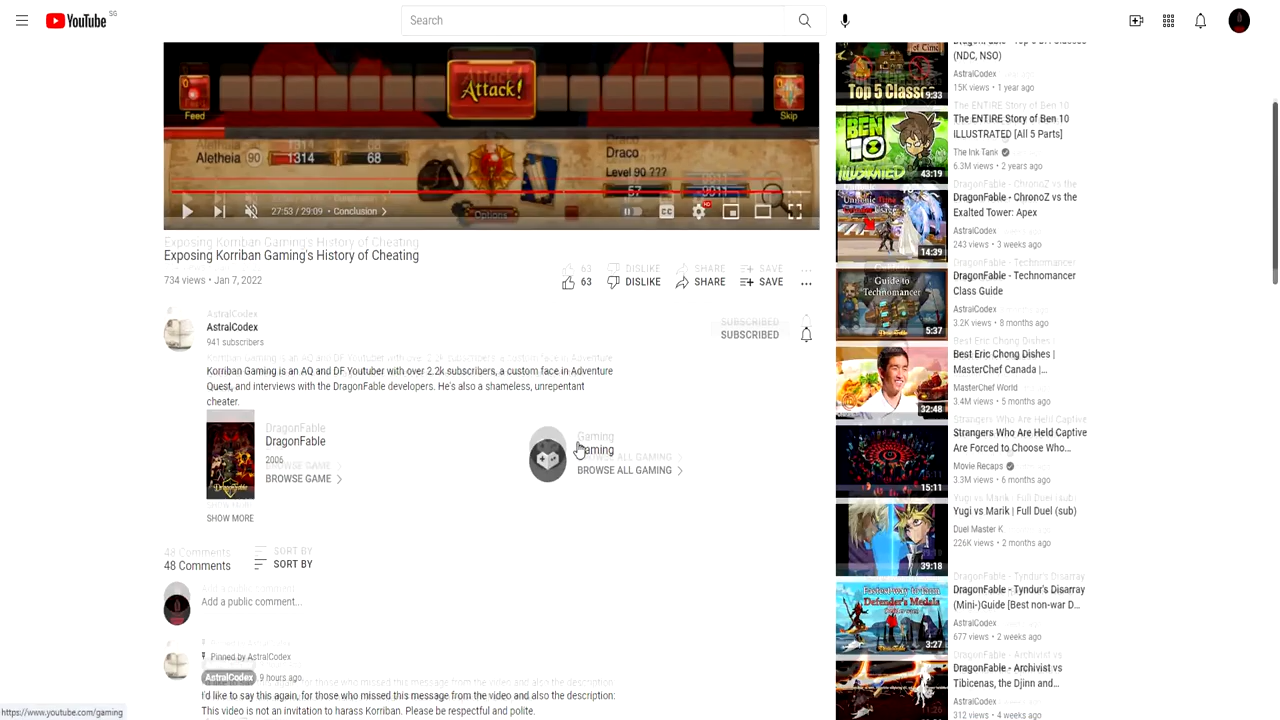 YouTube SG
Search
Attack!
Feed
Skip
Aletheia 90 1314 68
Draco
Level 90 ???
57
Options
27:53 / 29:09 • Conclusion
CC
HD
Exposing Korriban Gaming's History of Cheating
734 views • Jan 7, 2022
63 DISLIKE SHARE SAVE
AstralCodex
941 subscribers
SUBSCRIBED
Korriban Gaming is an AQ and DF Youtuber with over 2.2k subscribers, a custom face in Adventure
Quest, and interviews with the DragonFable developers. He's also a shameless, unrepentant
cheater.
DragonFable
2006
BROWSE GAME
Gaming
BROWSE ALL GAMING
SHOW MORE
48 Comments SORT BY
Add a public comment...
Pinned by AstralCodex
AstralCodex 9 hours ago
I'd like to say this again, for those who missed this message from the video and also the description:
This video is not an invitation to harass Korriban. Please be respectful and polite.
https://www.youtube.com/gaming
of Time
Top 5 Classes
9:33
(NDC, NSO)
AstralCodex
15K views • 1 year ago
BEN
10
ILLUSTRATED
43:19
The ENTIRE Story of Ben 10
ILLUSTRATED [All 5 Parts]
The Ink Tank
6.3M views • 2 years ago
14:39
DragonFable - ChronoZ vs the
Exalted Tower: Apex
AstralCodex
243 views • 3 weeks ago
Guide to
Technomancer
5:37
DragonFable - Technomancer
Class Guide
AstralCodex
3.2K views • 8 months ago
32:48
Best Eric Chong Dishes |
MasterChef Canada |...
MasterChef World
3.4M views • 5 months ago
15:11
Strangers Who Are Held Captive
Are Forced to Choose Who...
Movie Recaps
3.3M views • 6 months ago
39:18
Yugi vs Marik | Full Duel (sub)
Duel Master K
226K views • 2 months ago
Fastest way to farm
Defender's Medals
3:27
DragonFable - Tyndur's Disarray
(Mini-)Guide [Best non-war D...
AstralCodex
677 views • 2 weeks ago
DragonFable - Archivist vs
Tibicenas, the Djinn and...
AstralCodex
312 views • 4 weeks ago